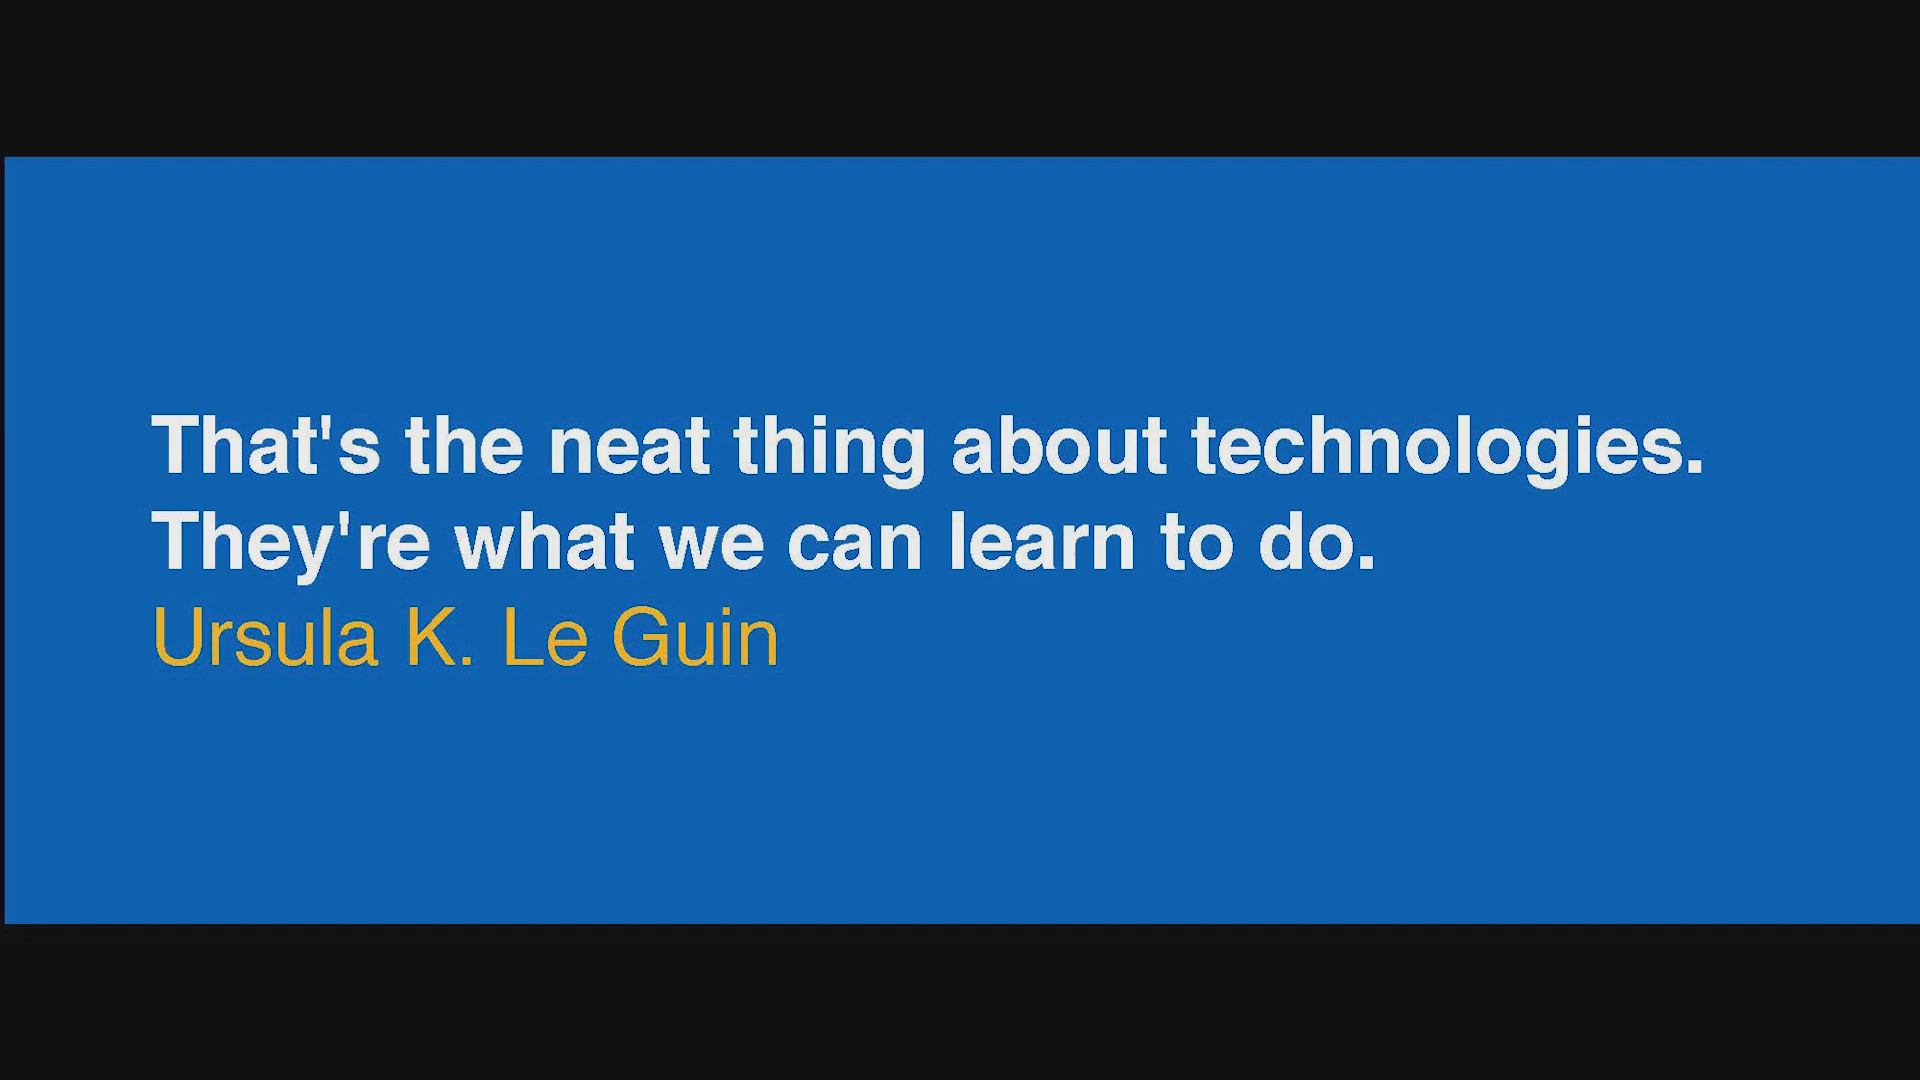 That's the neat thing about technologies.
They're what we can learn to do.
Ursula K. Le Guin